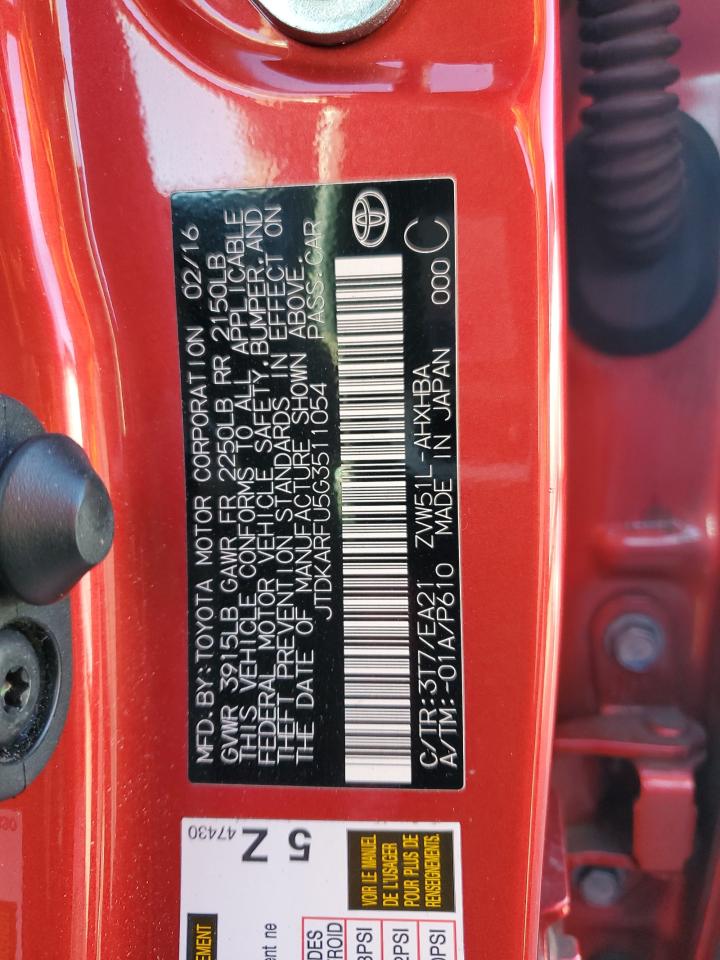 MFD. BY: TOYOTA MOTOR CORPORATION 02/16
GVWR 3915LB GAWR FR 2250LB RR 2150LB
THIS VEHICLE CONFORMS TO ALL APPLICABLE
FEDERAL MOTOR VEHICLE SAFETY, BUMPER, AND
THEFT PREVENTION STANDARDS IN EFFECT ON
THE DATE OF MANUFACTURE SHOWN ABOVE.
JTDKARFU5G3511054 PASS. CAR
C/TR: 3T7/EA21 ZVW51L-AHXHBA
A/TM: -01A/P610 MADE IN JAPAN 000 C
47430
5 Z
VOIR LE MANUEL
DE L'USAGER
POUR PLUS DE
RENSEIGNEMENTS.